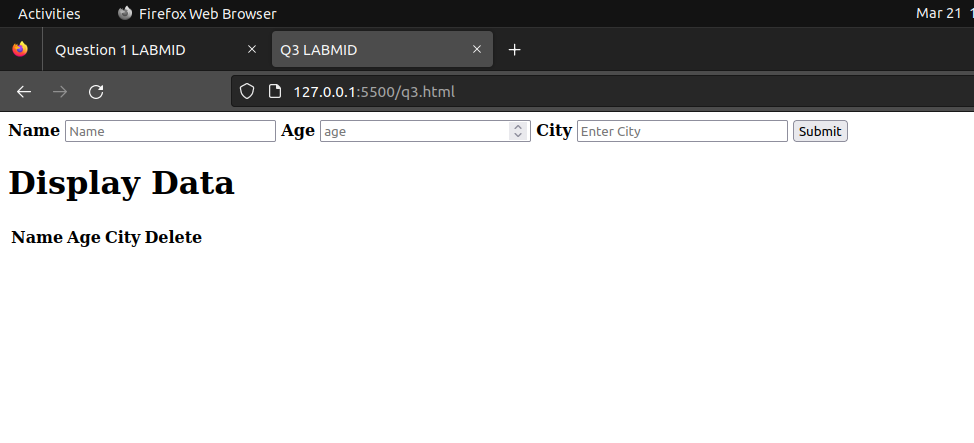 Activities Firefox Web Browser Mar 21
Question 1 LABMID Q3 LABMID
127.0.0.1:5500/q3.html
Name Name Age age City Enter City Submit
Display Data
Name Age City Delete